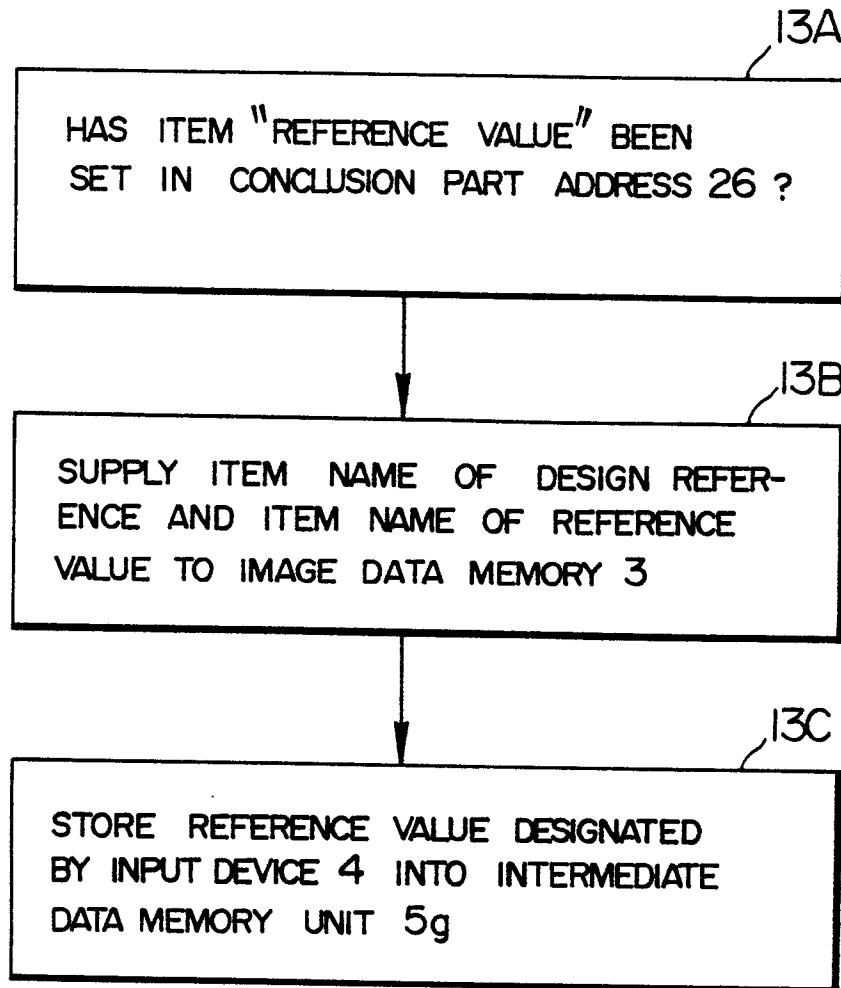 13A
HAS ITEM "REFERENCE VALUE" BEEN
SET IN CONCLUSION PART ADDRESS 26 ?
13B
SUPPLY ITEM NAME OF DESIGN REFER-
ENCE AND ITEM NAME OF REFERENCE
VALUE TO IMAGE DATA MEMORY 3
13C
STORE REFERENCE VALUE DESIGNATED
BY INPUT DEVICE 4 INTO INTERMEDIATE
DATA MEMORY UNIT 5g